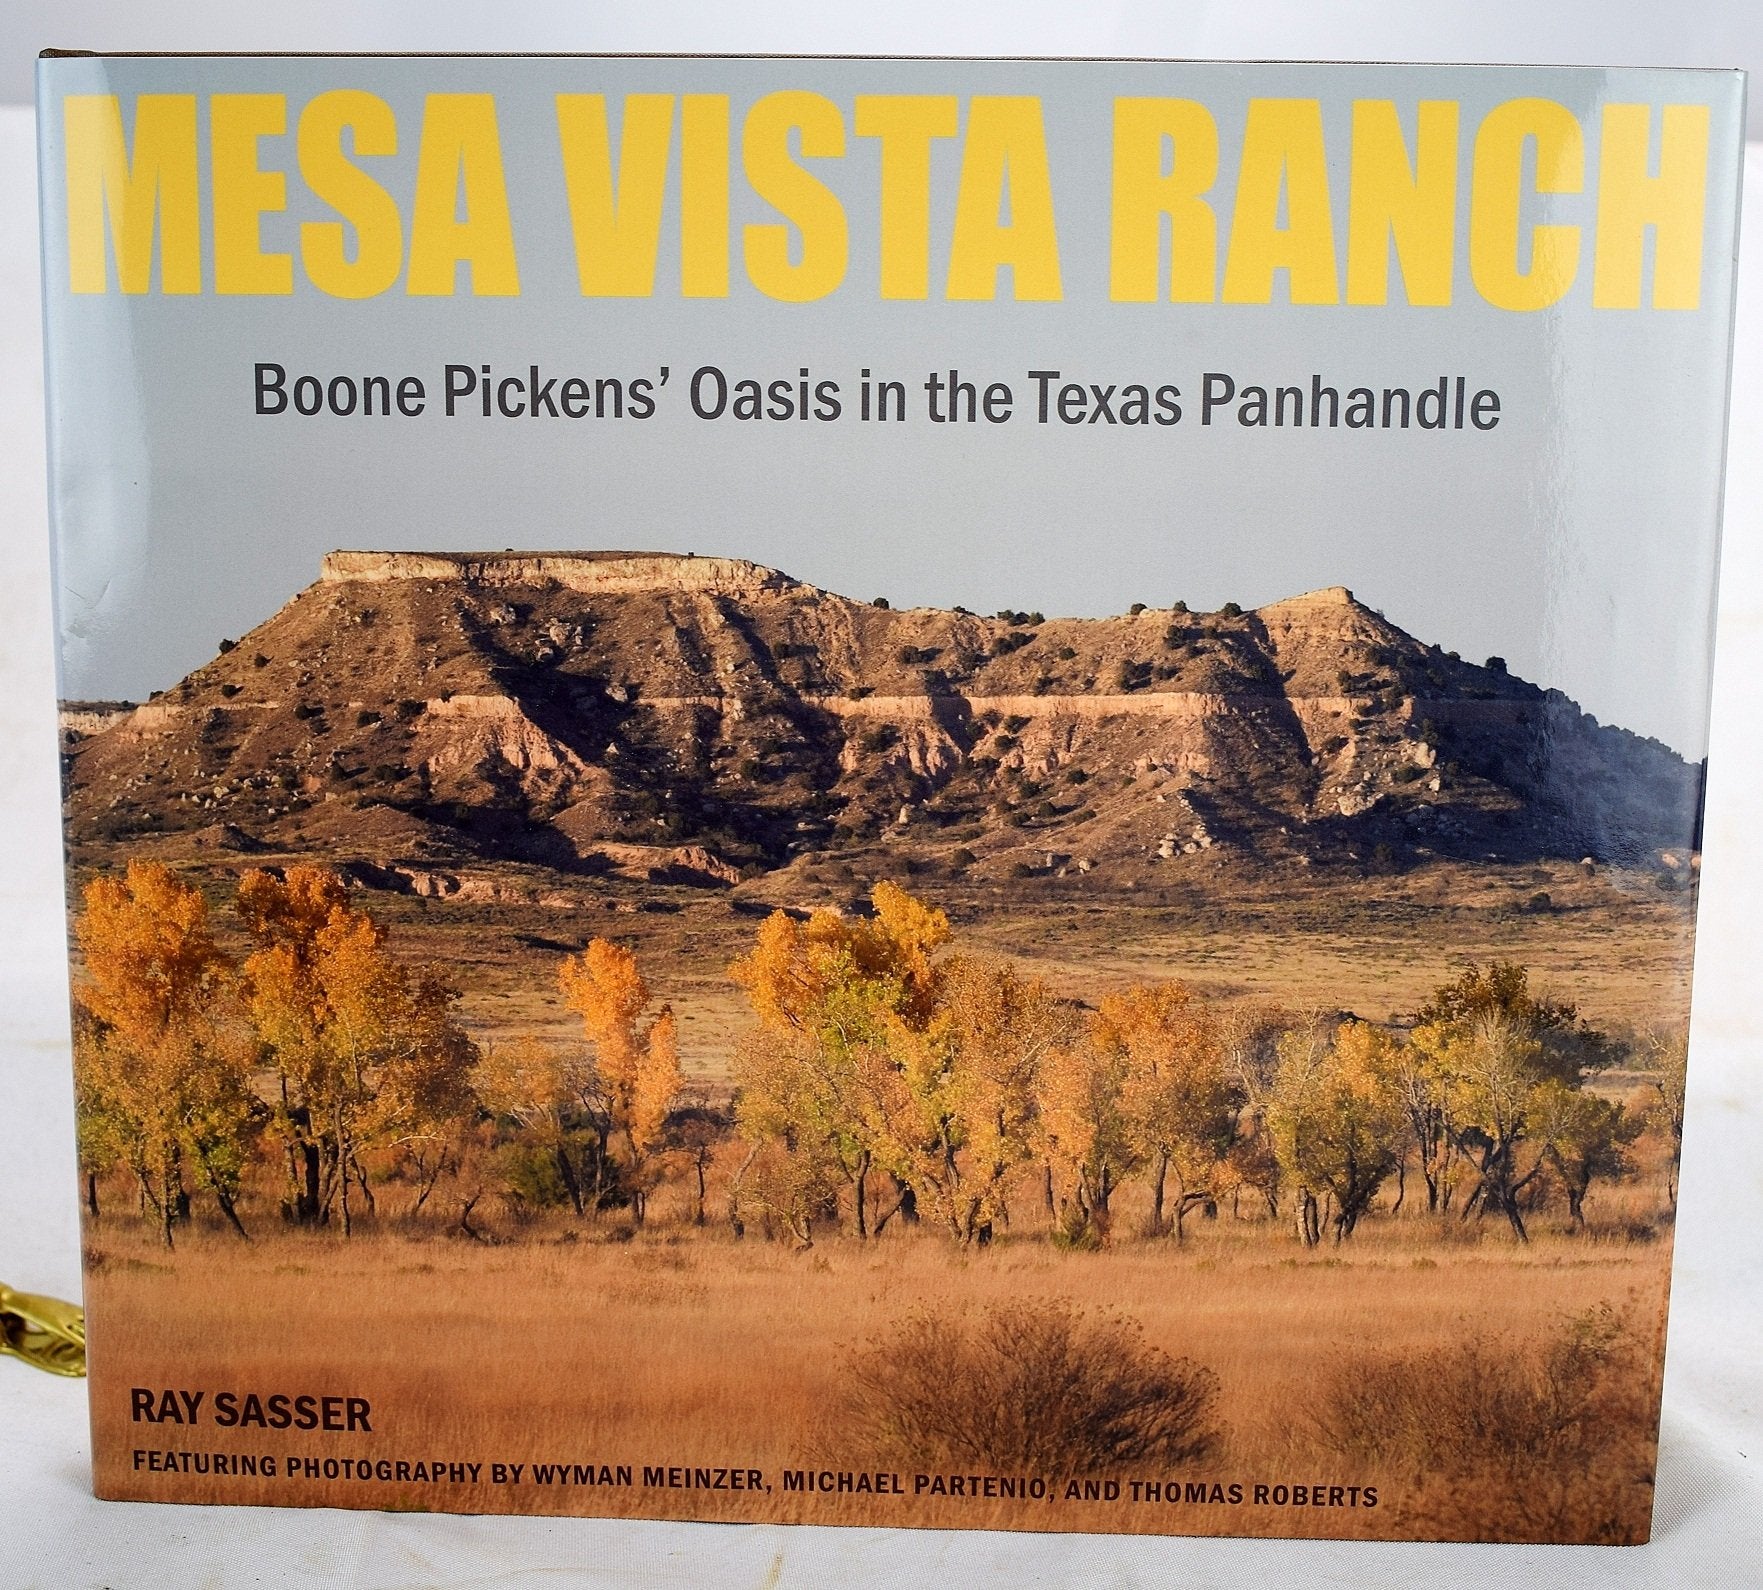 MESA VISTA RANCH
Boone Pickens’ Oasis in the Texas Panhandle
RAY SASSER
FEATURING PHOTOGRAPHY BY WYMAN MEINZER, MICHAEL PARTENIO, AND THOMAS ROBERTS